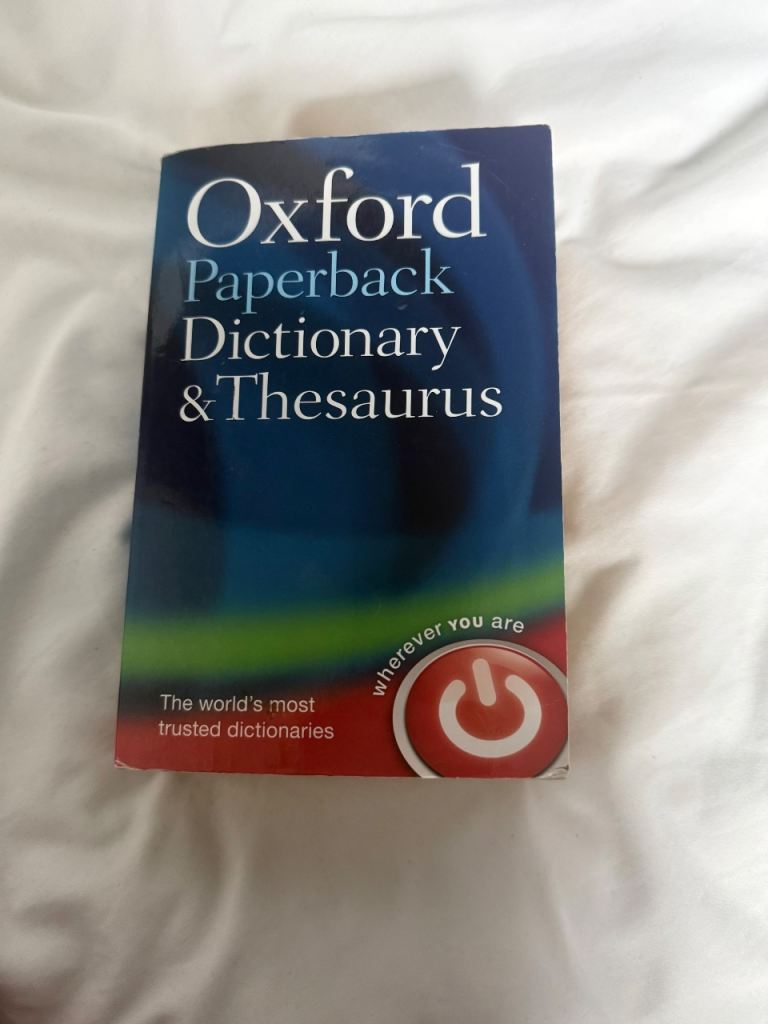 Oxford
Paperback
Dictionary
&Thesaurus
wherever YOU are
The world's most
trusted dictionaries